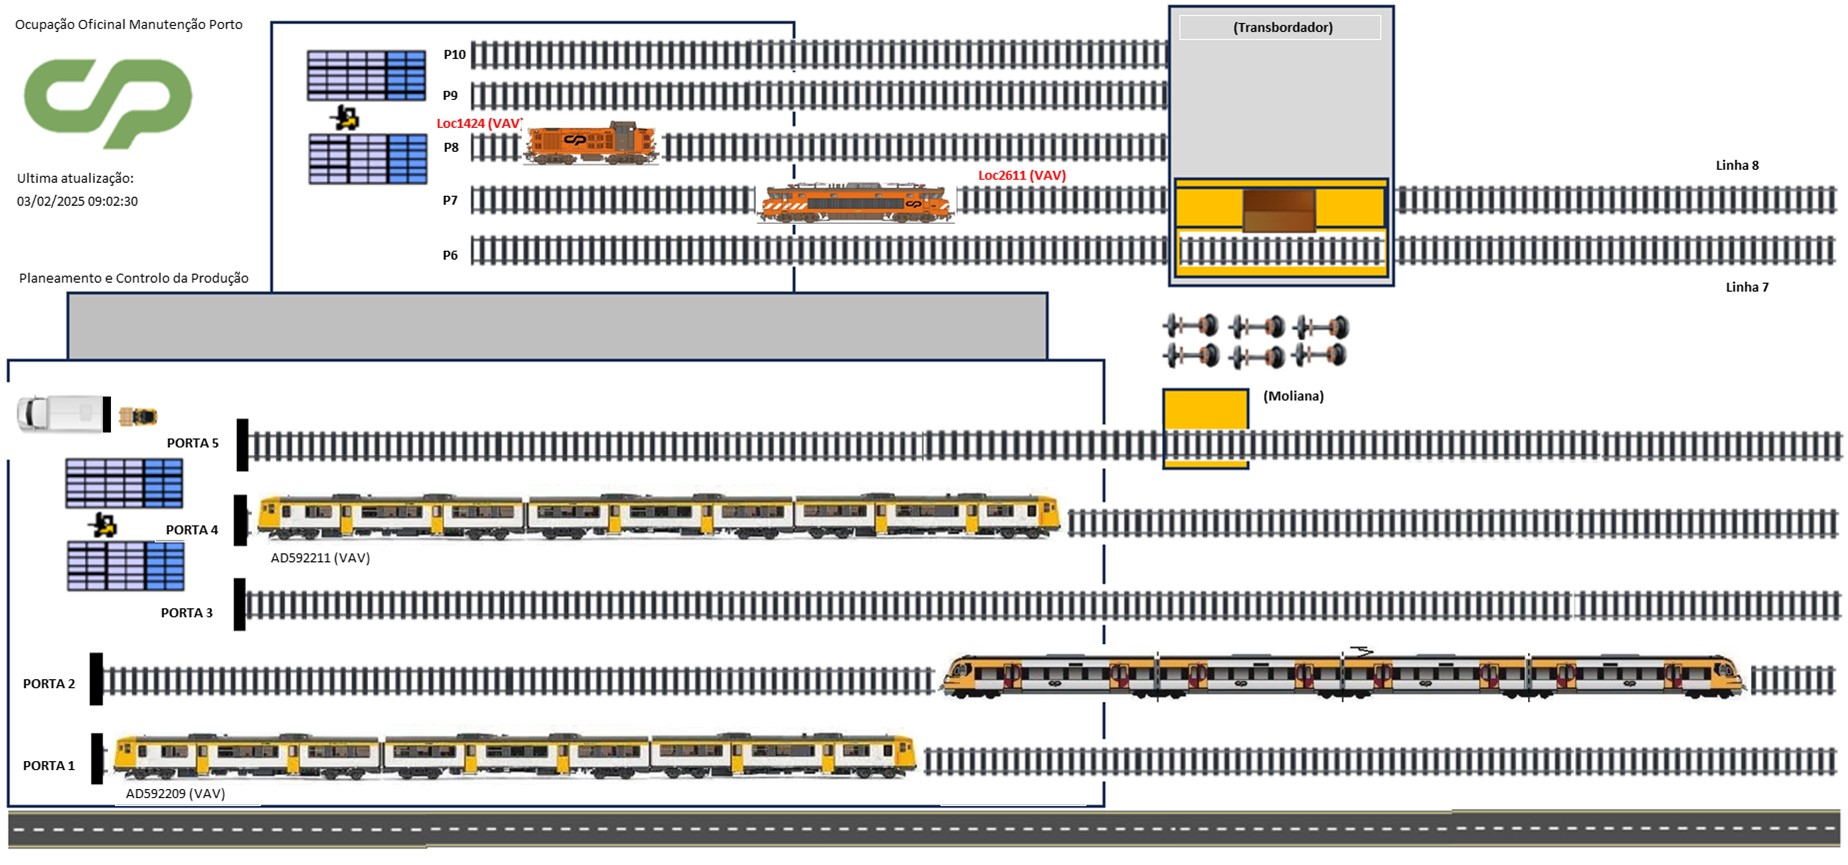 Ocupação Oficinal Manutenção Porto
CP
Ultima atualização:
03/02/2025 09:02:30
Planeamento e Controlo da Produção
P10
P9
Loc1424 (VAV)
P8
Loc2611 (VAV)
P7
P6
(Transbordador)
Linha 8
Linha 7
(Moliana)
PORTA 5
PORTA 4
AD592211 (VAV)
PORTA 3
PORTA 2
PORTA 1
AD592209 (VAV)